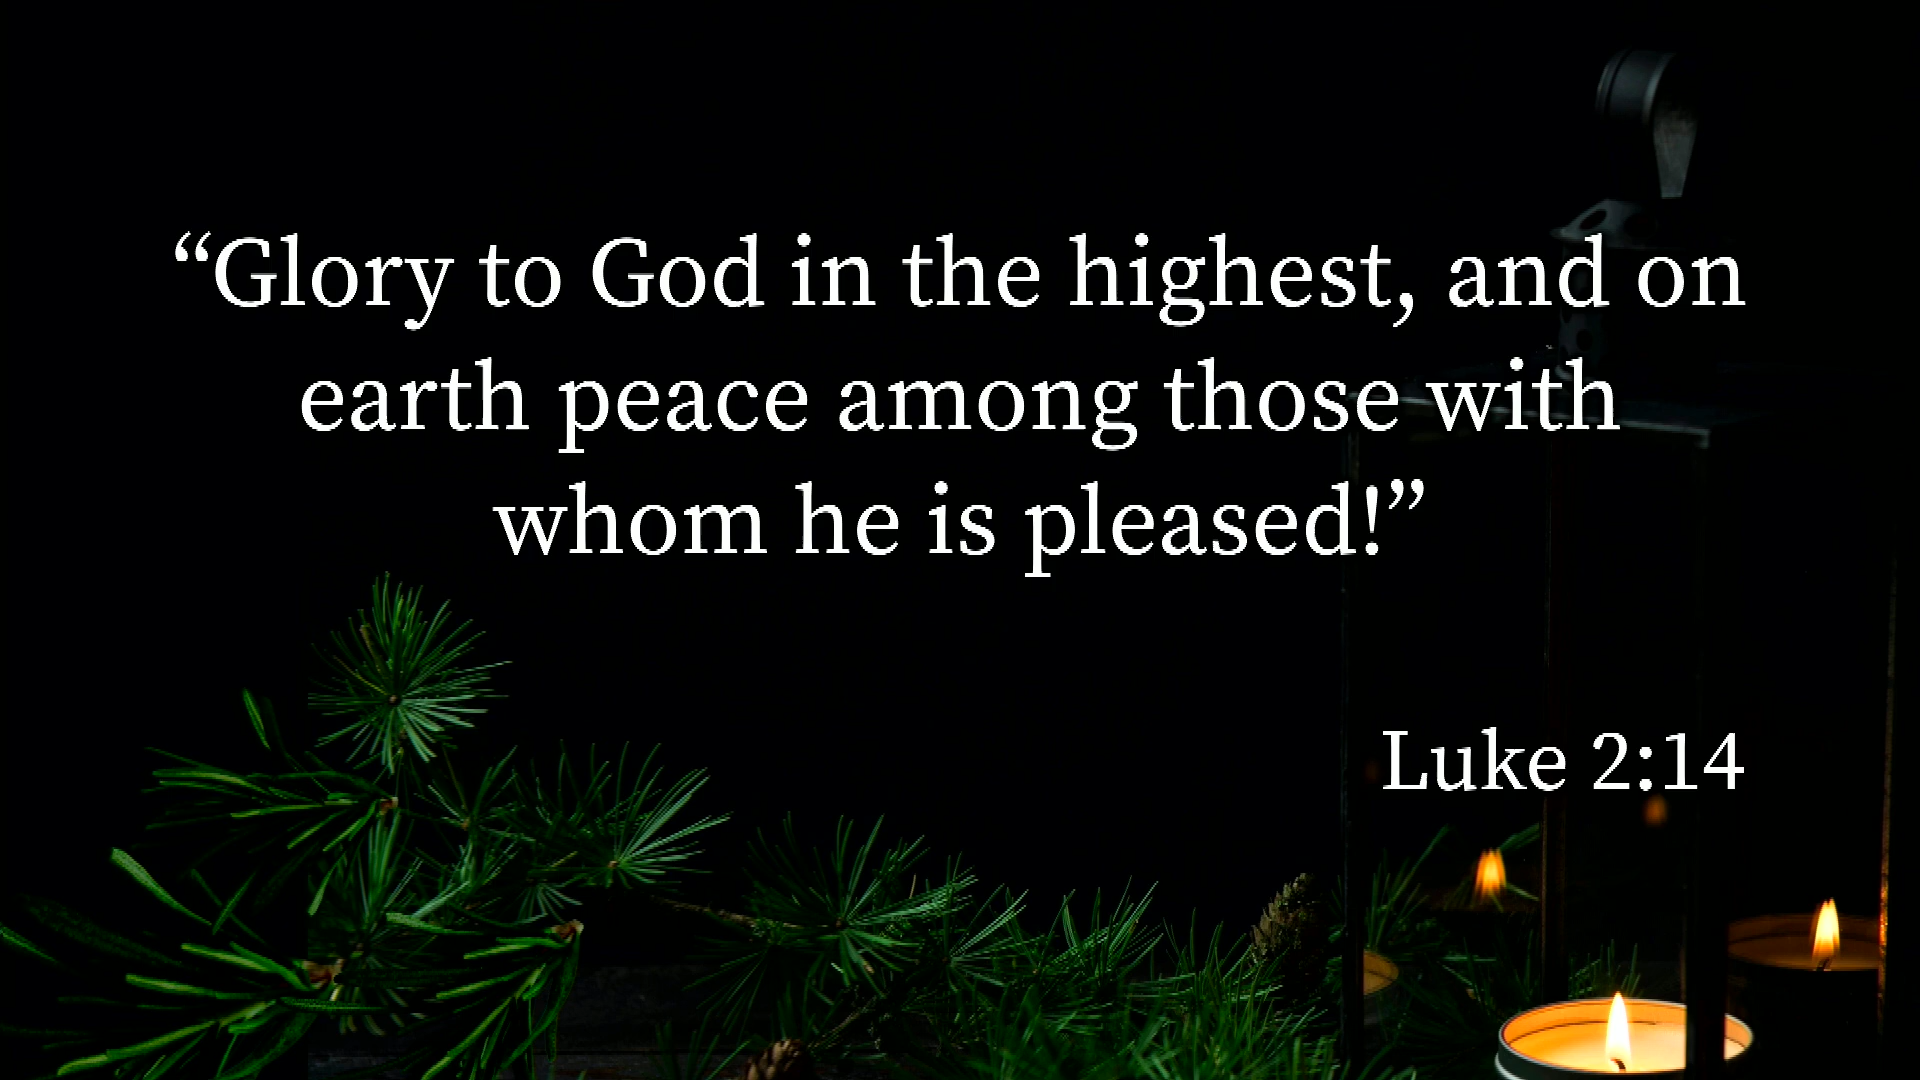 “Glory to God in the highest, and on
earth peace among those with
whom he is pleased!”
Luke 2:14